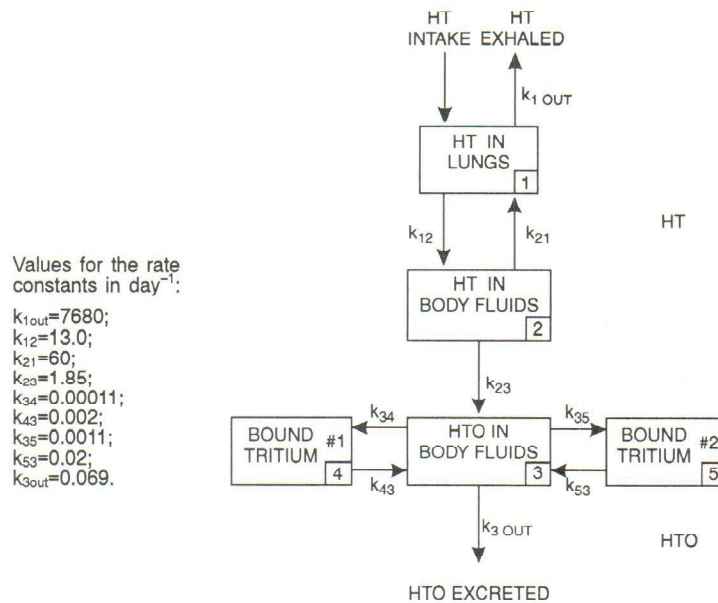 HT HT
INTAKE EXHALED
k1 OUT
HT IN
LUNGS
1
HT
k12
k21
Values for the rate
constants in day⁻¹:
HT IN
BODY FLUIDS
2
k1out=7680;
k12=13.0;
k21=60;
k23=1.85;
k34=0.00011;
k43=0.002;
k35=0.0011;
k53=0.02;
k3out=0.069.
k23
k34
k35
BOUND #1
TRITIUM
4
HTO IN
BODY FLUIDS
3
BOUND #2
TRITIUM
5
k43
k53
k3 OUT
HTO
HTO EXCRETED